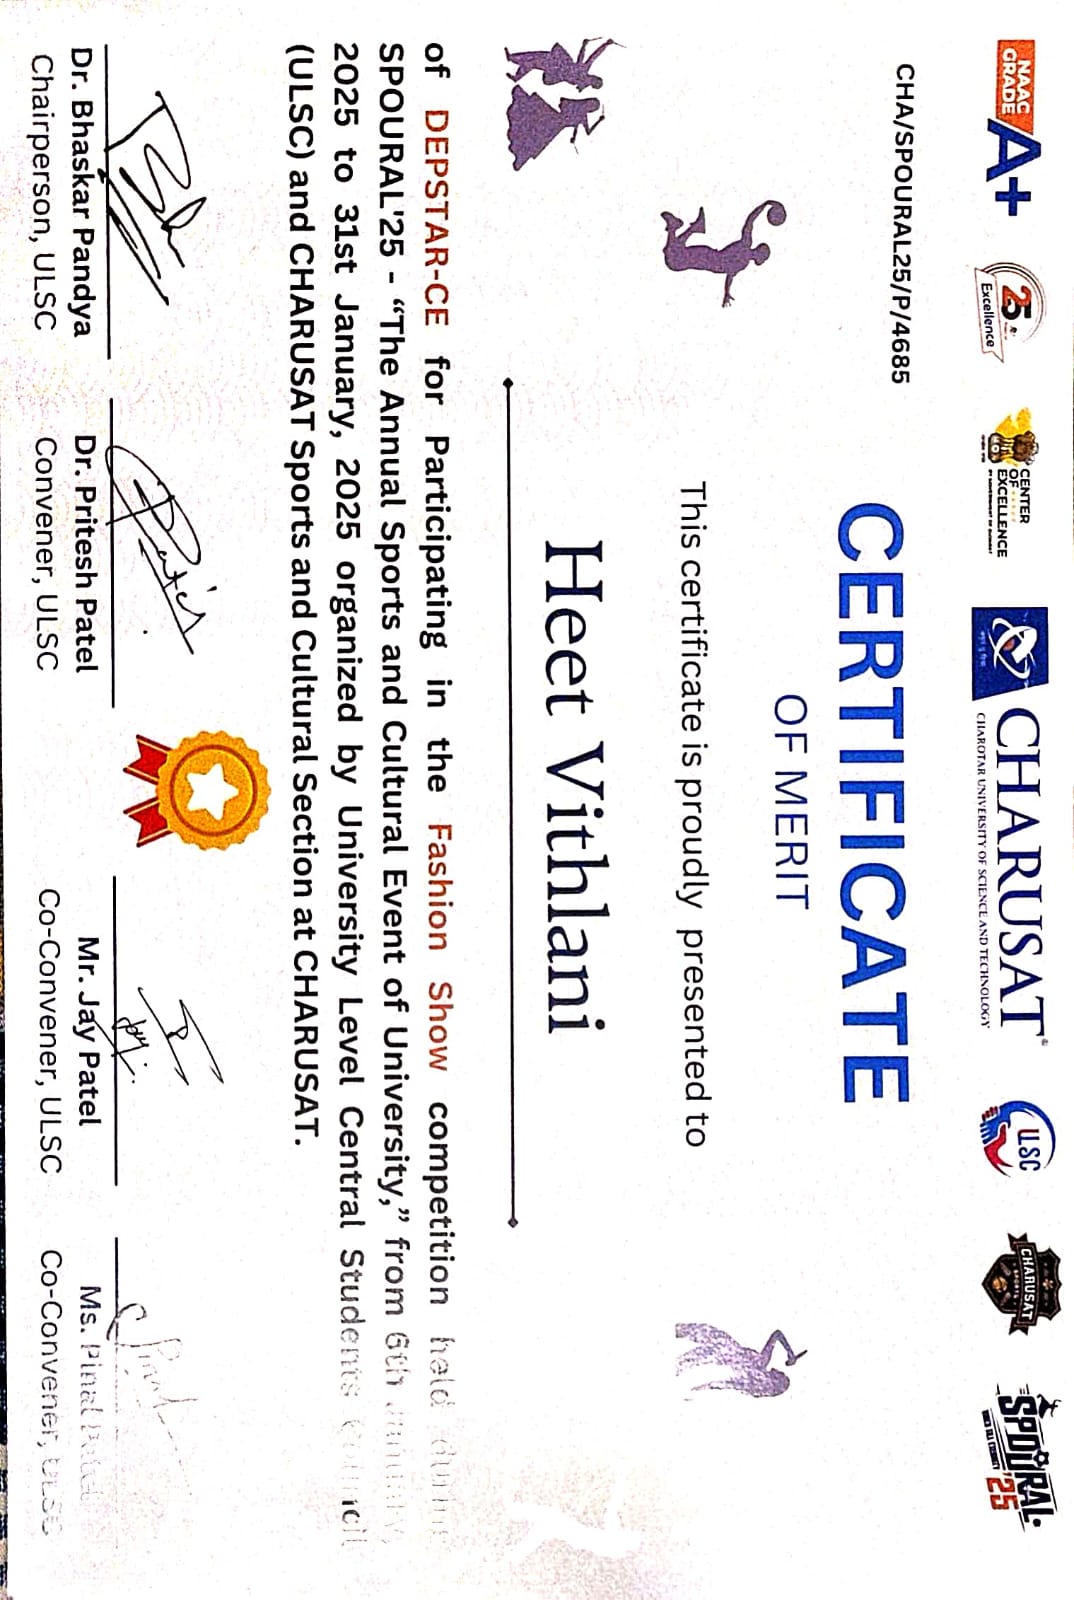 NAAC GRADE A+
25 Excellence
CENTER OF EXCELLENCE
BY GOVERNMENT OF GUJARAT
CHARUSAT
CHAROTAR UNIVERSITY OF SCIENCE AND TECHNOLOGY
ULSC
CHARUSAT
SPORTS
SPOURAL '25
CHA/SPOURAL25/P/4685
CERTIFICATE
OF MERIT
This certificate is proudly presented to
Heet Vithlani
of DEPSTAR-CE for Participating in the Fashion Show competition held during
SPOURAL'25 - “The Annual Sports and Cultural Event of University,” from 6th January,
2025 to 31st January, 2025 organized by University Level Central Students Council
(ULSC) and CHARUSAT Sports and Cultural Section at CHARUSAT.
Dr. Bhaskar Pandya
Chairperson, ULSC
Dr. Pritesh Patel
Convener, ULSC
Mr. Jay Patel
Co-Convener, ULSC
Ms. Pinal Patel
Co-Convener, ULSC